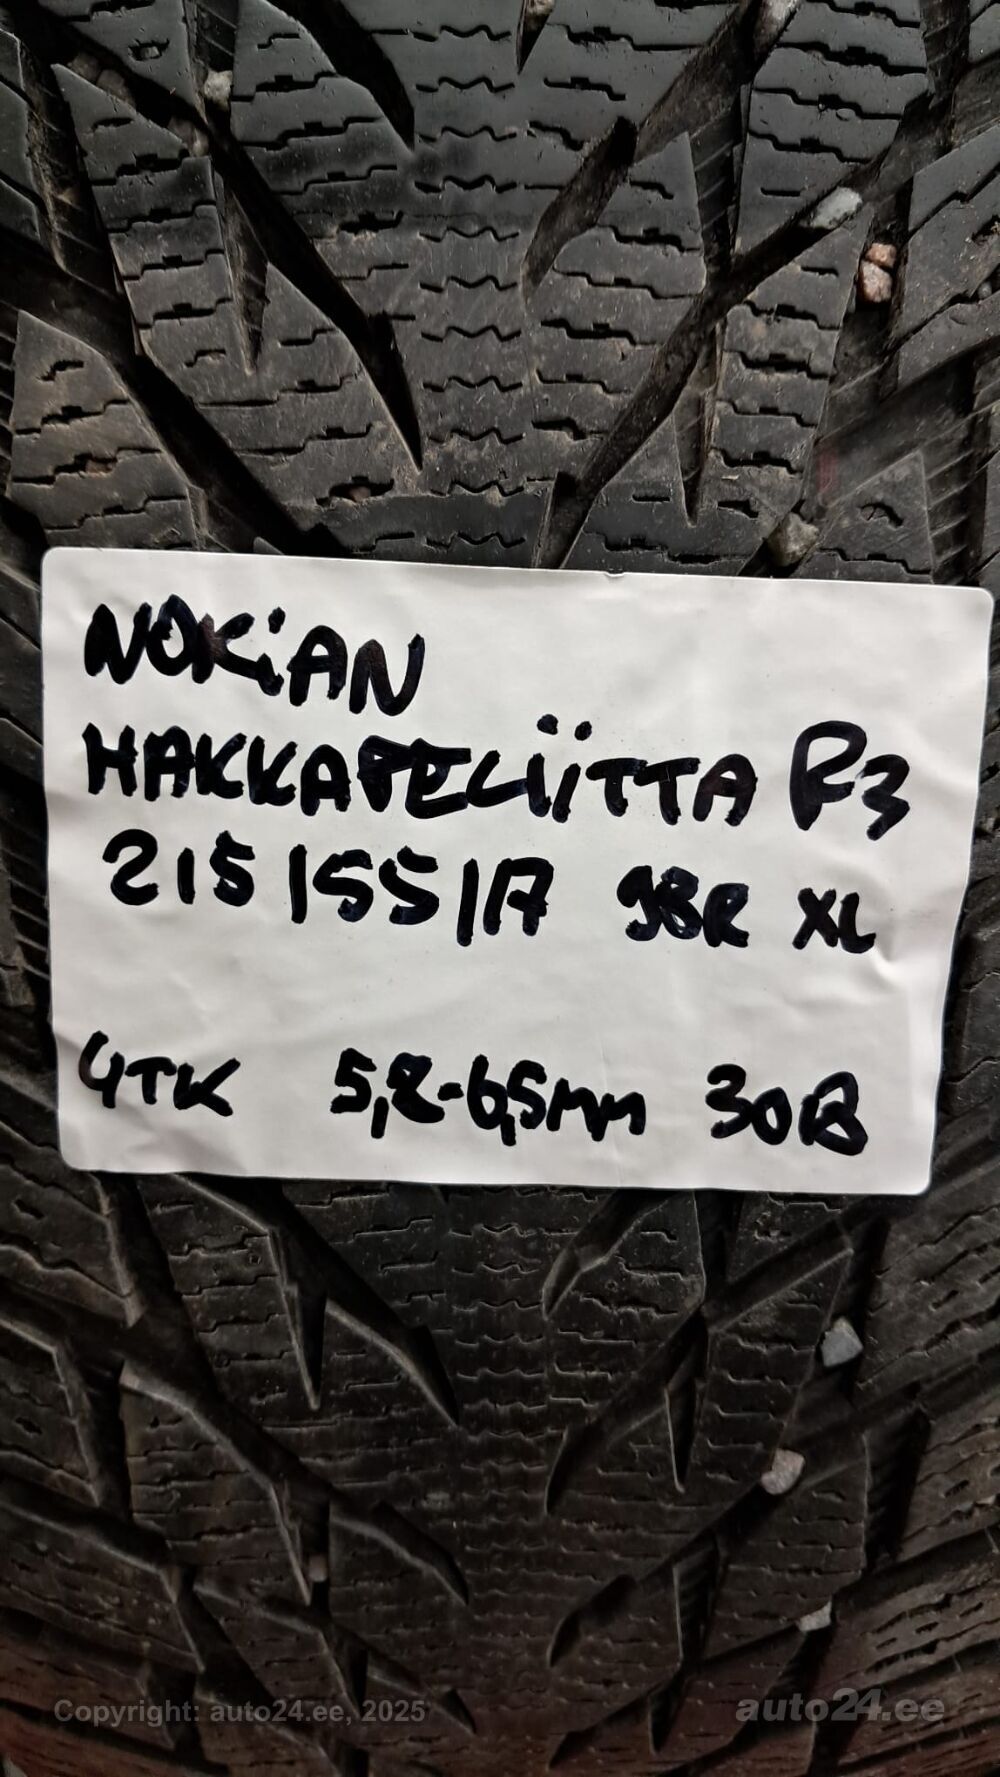 NOKiAN
HAKKAPELiiTTA R3
215/55/17 98R XL
4TK 5,8-6,5mm 30B
Copyright: auto24.ee, 2025
auto24.ee